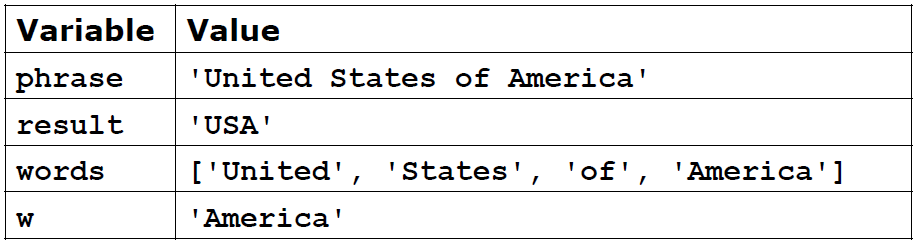 Variable Value
phrase 'United States of America'
result 'USA'
words ['United', 'States', 'of', 'America']
w 'America'